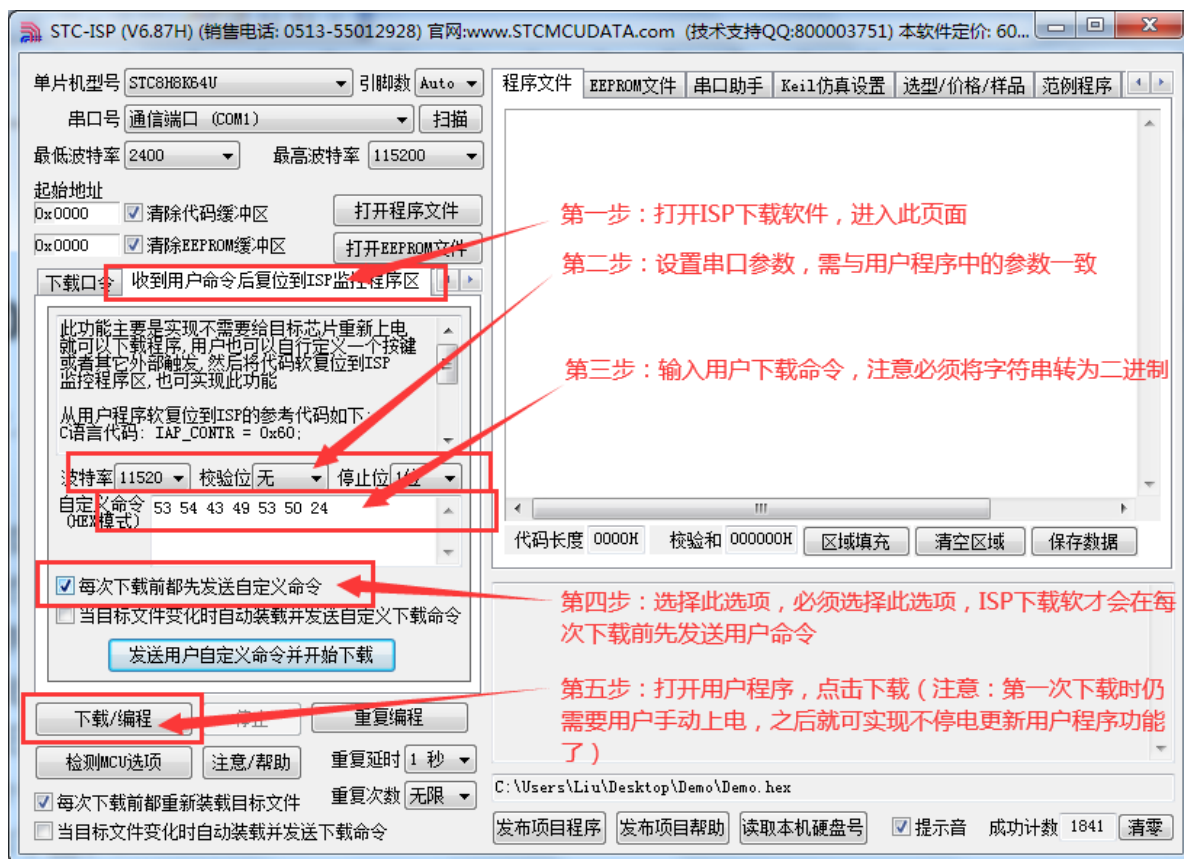 STC-ISP (V6.87H) (销售电话: 0513-55012928) 官网:www.STCMCUDATA.com (技术支持QQ:800003751) 本软件定价: 60...
单片机型号 STC8H8K64U 引脚数 Auto
串口号 通信端口 (COM1) 扫描
最低波特率 2400 最高波特率 115200
起始地址
0x0000 清除代码缓冲区 打开程序文件
0x0000 清除EEPROM缓冲区 打开EEPROM文件
下载口令 收到用户命令后复位到ISP监控程序区
此功能主要是实现不需要给目标芯片重新上电,
就可以下载程序,用户也可以自行定义一个按键
或者其它外部触发,然后将代码软复位到ISP
监控程序区,也可实现此功能
从用户程序软复位到ISP的参考代码如下:
C语言代码: IAP_CONTR = 0x60;
波特率 11520 校验位 无 停止位 1位
自定义命令 53 54 43 49 53 50 24
(HEX模式)
每次下载前都先发送自定义命令
当目标文件变化时自动装载并发送自定义下载命令
发送用户自定义命令并开始下载
下载/编程 停止 重复编程
检测MCU选项 注意/帮助 重复延时 1 秒
每次下载前都重新装载目标文件 重复次数 无限
当目标文件变化时自动装载并发送下载命令
程序文件 EEPROM文件 串口助手 Keil仿真设置 选型/价格/样品 范例程序
第一步：打开ISP下载软件，进入此页面
第二步：设置串口参数，需与用户程序中的参数一致
第三步：输入用户下载命令，注意必须将字符串转为二进制
代码长度 0000H 校验和 000000H 区域填充 清空区域 保存数据
第四步：选择此选项，必须选择此选项，ISP下载软才会在每
次下载前先发送用户命令
第五步：打开用户程序，点击下载（注意：第一次下载时仍
需要用户手动上电，之后就可实现不停电更新用户程序功能
了）
C:\Users\Liu\Desktop\Demo\Demo.hex
发布项目程序 发布项目帮助 读取本机硬盘号 提示音 成功计数 1841 清零